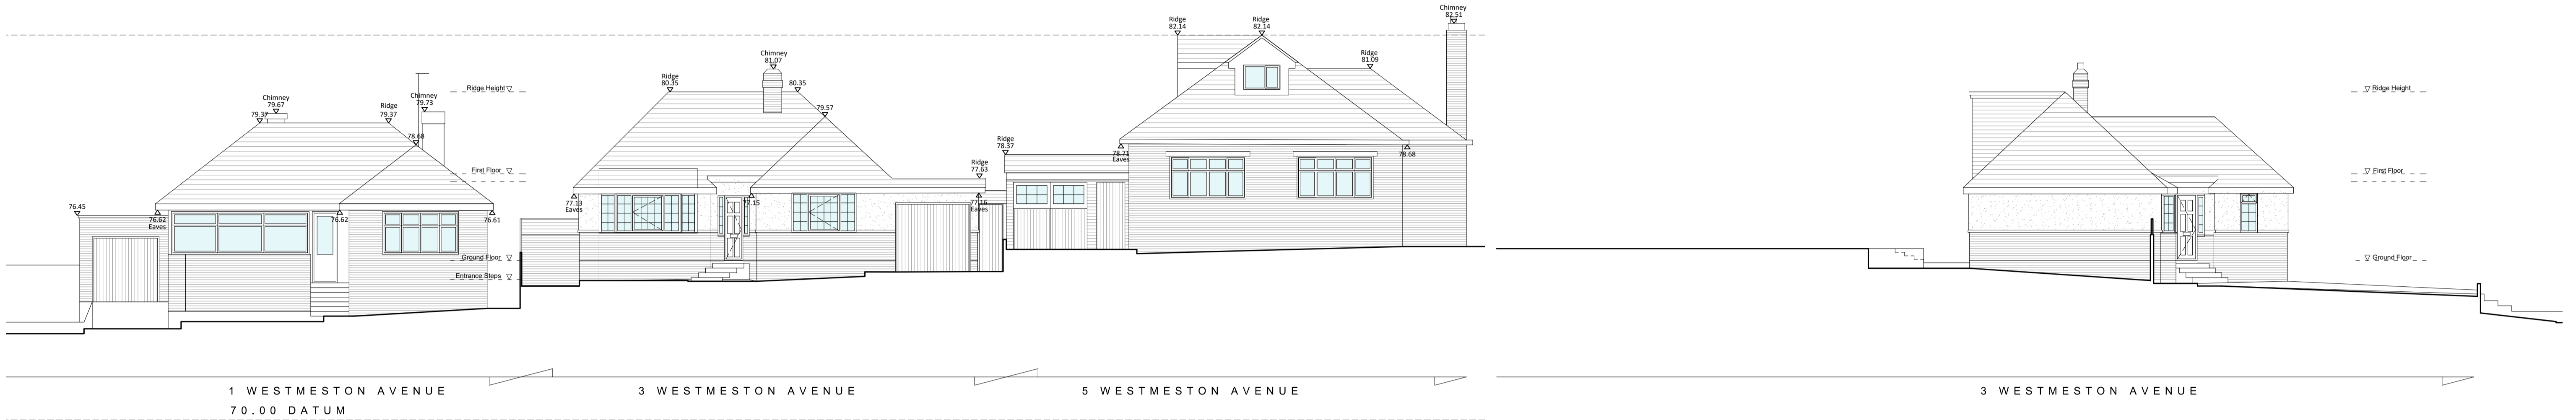 76.45
79.37
Chimney
79.67
Ridge
79.37
Chimney
79.73
78.68
76.62
Eaves
76.62
76.61
Ridge Height
First Floor
Ground Floor
Entrance Steps
Ridge
80.35
Chimney
81.07
80.35
79.57
77.13
Eaves
77.15
Ridge
77.63
77.16
Eaves
Ridge
78.37
Ridge
82.14
Ridge
82.14
Ridge
81.09
Chimney
82.51
78.71
Eaves
78.68
Ridge Height
First Floor
Ground Floor
1 WESTMESTON AVENUE
3 WESTMESTON AVENUE
5 WESTMESTON AVENUE
3 WESTMESTON AVENUE
70.00 DATUM